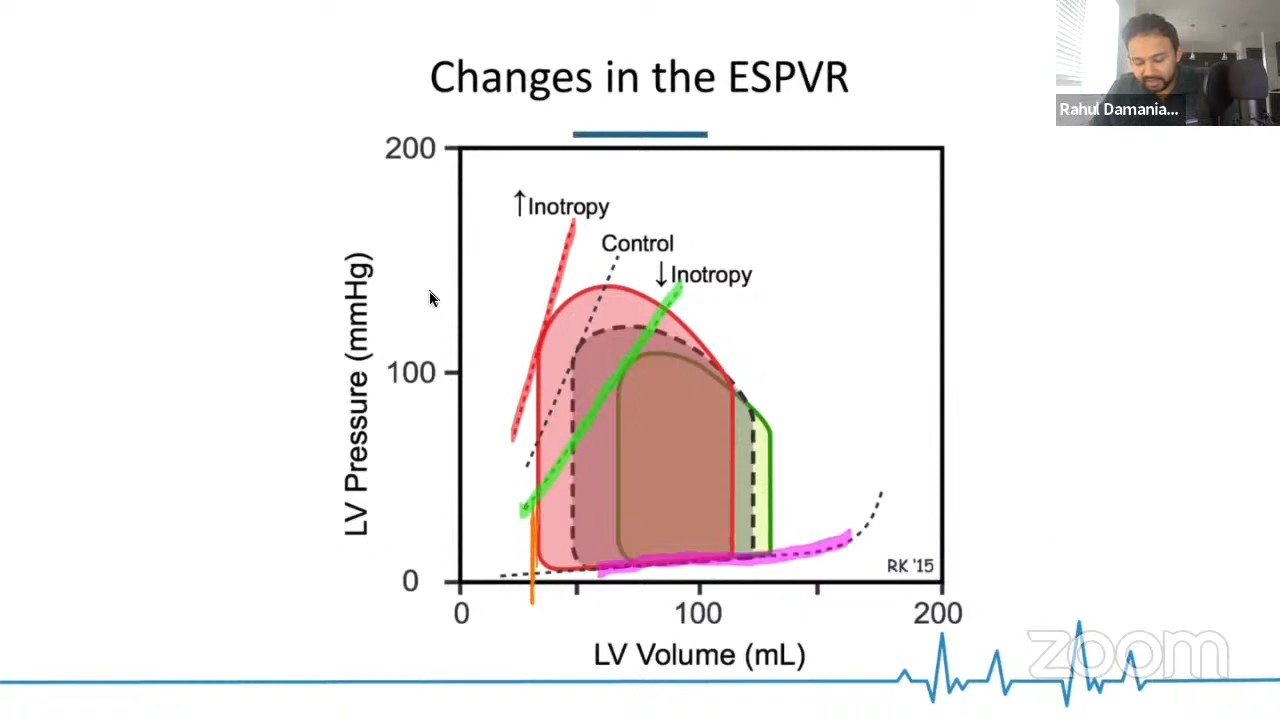 Changes in the ESPVR
Rahul Damania...
200
↑Inotropy
Control
↓Inotropy
LV Pressure (mmHg)
100
RK '15
0
0
100
200
LV Volume (mL)
zoom